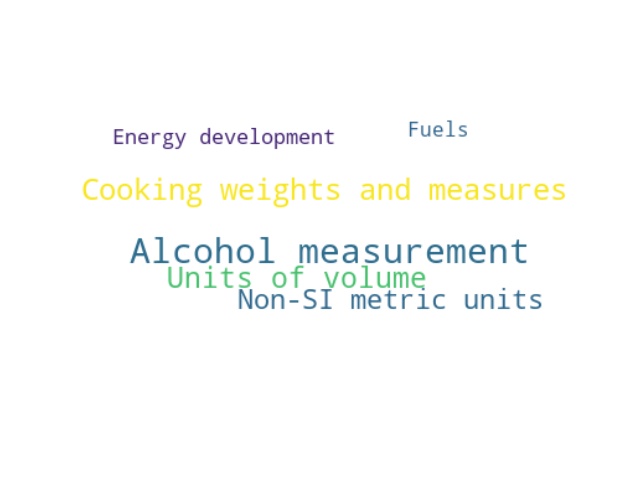 Energy development
Fuels
Cooking weights and measures
Alcohol measurement
Units of volume
Non-SI metric units